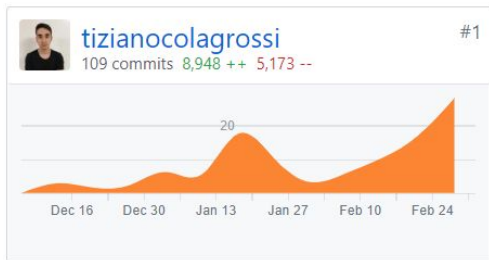 tizianocolagrossi
#1
109 commits 8,948 ++ 5,173 --
20
Dec 16 Dec 30 Jan 13 Jan 27 Feb 10 Feb 24